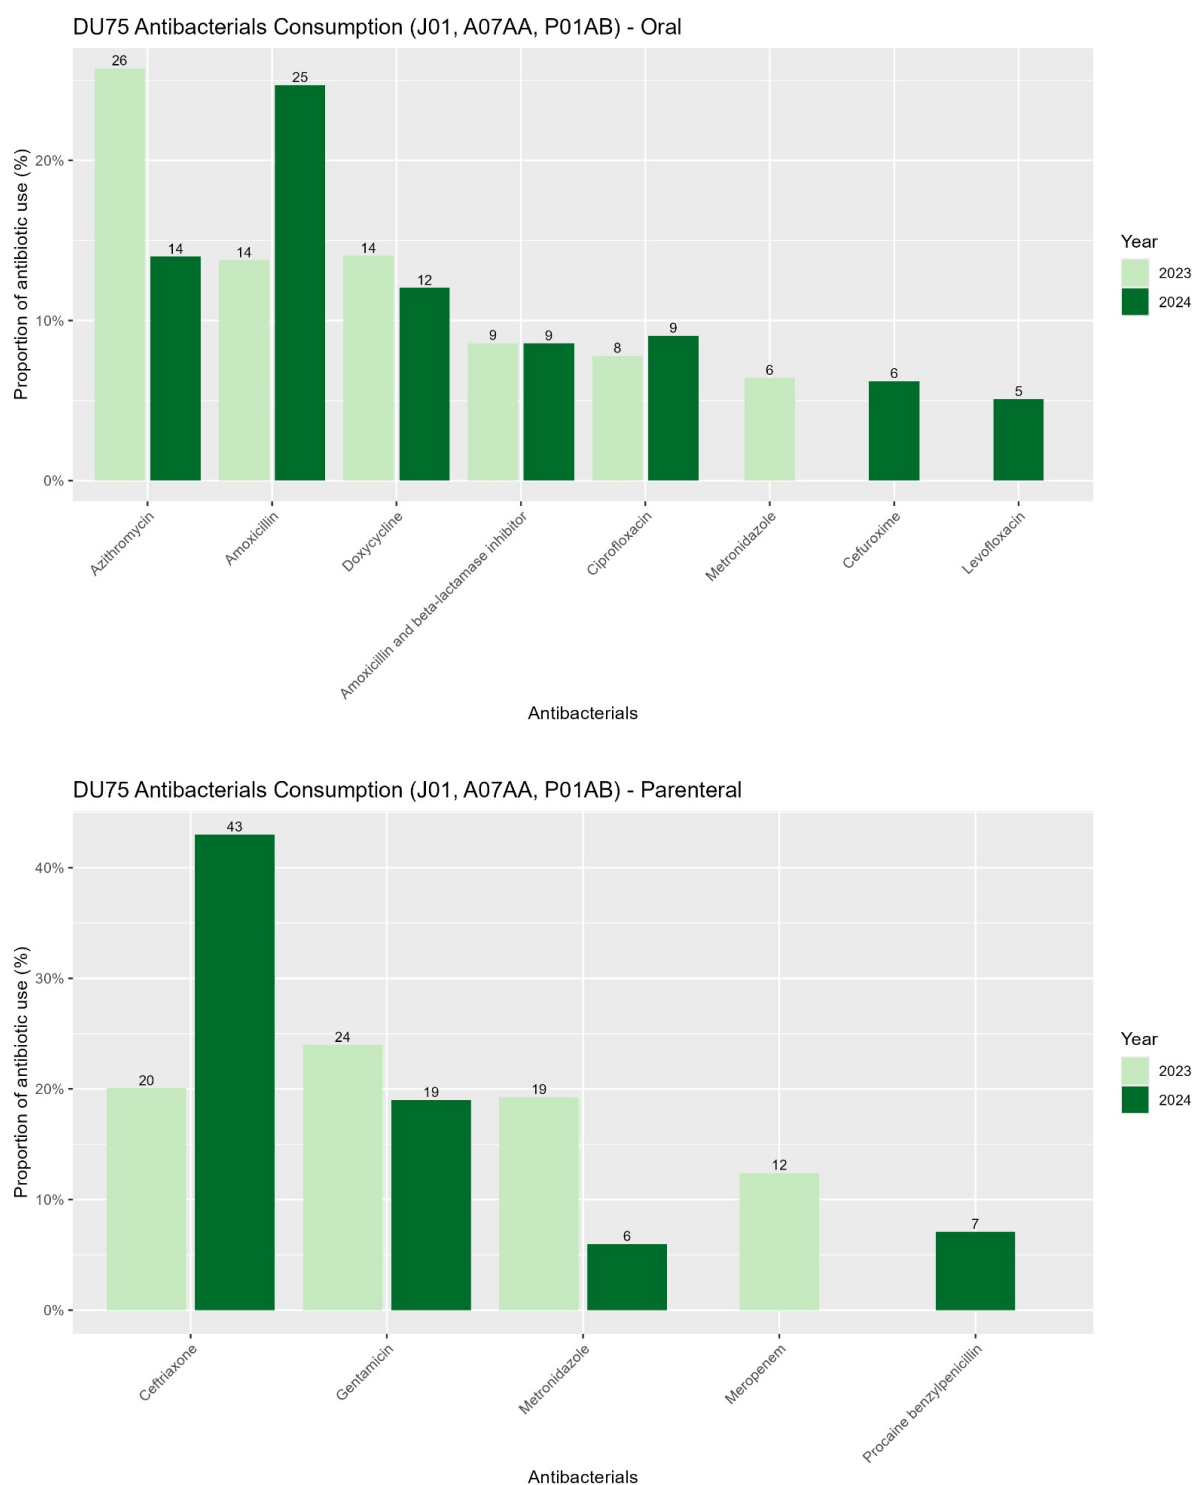 DU75 Antibacterials Consumption (J01, A07AA, P01AB) - Oral
Proportion of antibiotic use (%)
20%
10%
0%
26
14
14
25
14
12
9
9
8
9
6
6
5
Azithromycin
Amoxicillin
Doxycycline
Amoxicillin and beta-lactamase inhibitor
Ciprofloxacin
Metronidazole
Cefuroxime
Levofloxacin
Antibacterials
Year
2023
2024
DU75 Antibacterials Consumption (J01, A07AA, P01AB) - Parenteral
Proportion of antibiotic use (%)
40%
30%
20%
10%
0%
20
43
24
19
19
6
12
7
Ceftriaxone
Gentamicin
Metronidazole
Meropenem
Procaine benzylpenicillin
Antibacterials
Year
2023
2024